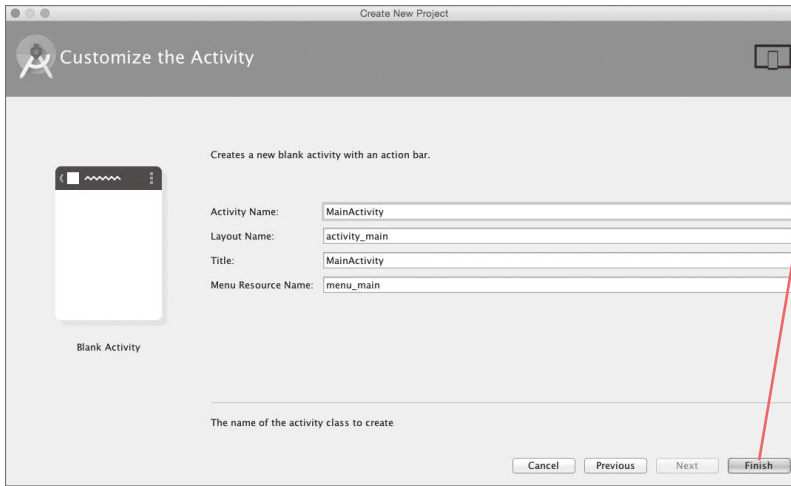 Create New Project
Customize the Activity
Creates a new blank activity with an action bar.
Activity Name: MainActivity
Layout Name: activity_main
Title: MainActivity
Menu Resource Name: menu_main
Blank Activity
The name of the activity class to create
Cancel Previous Next Finish